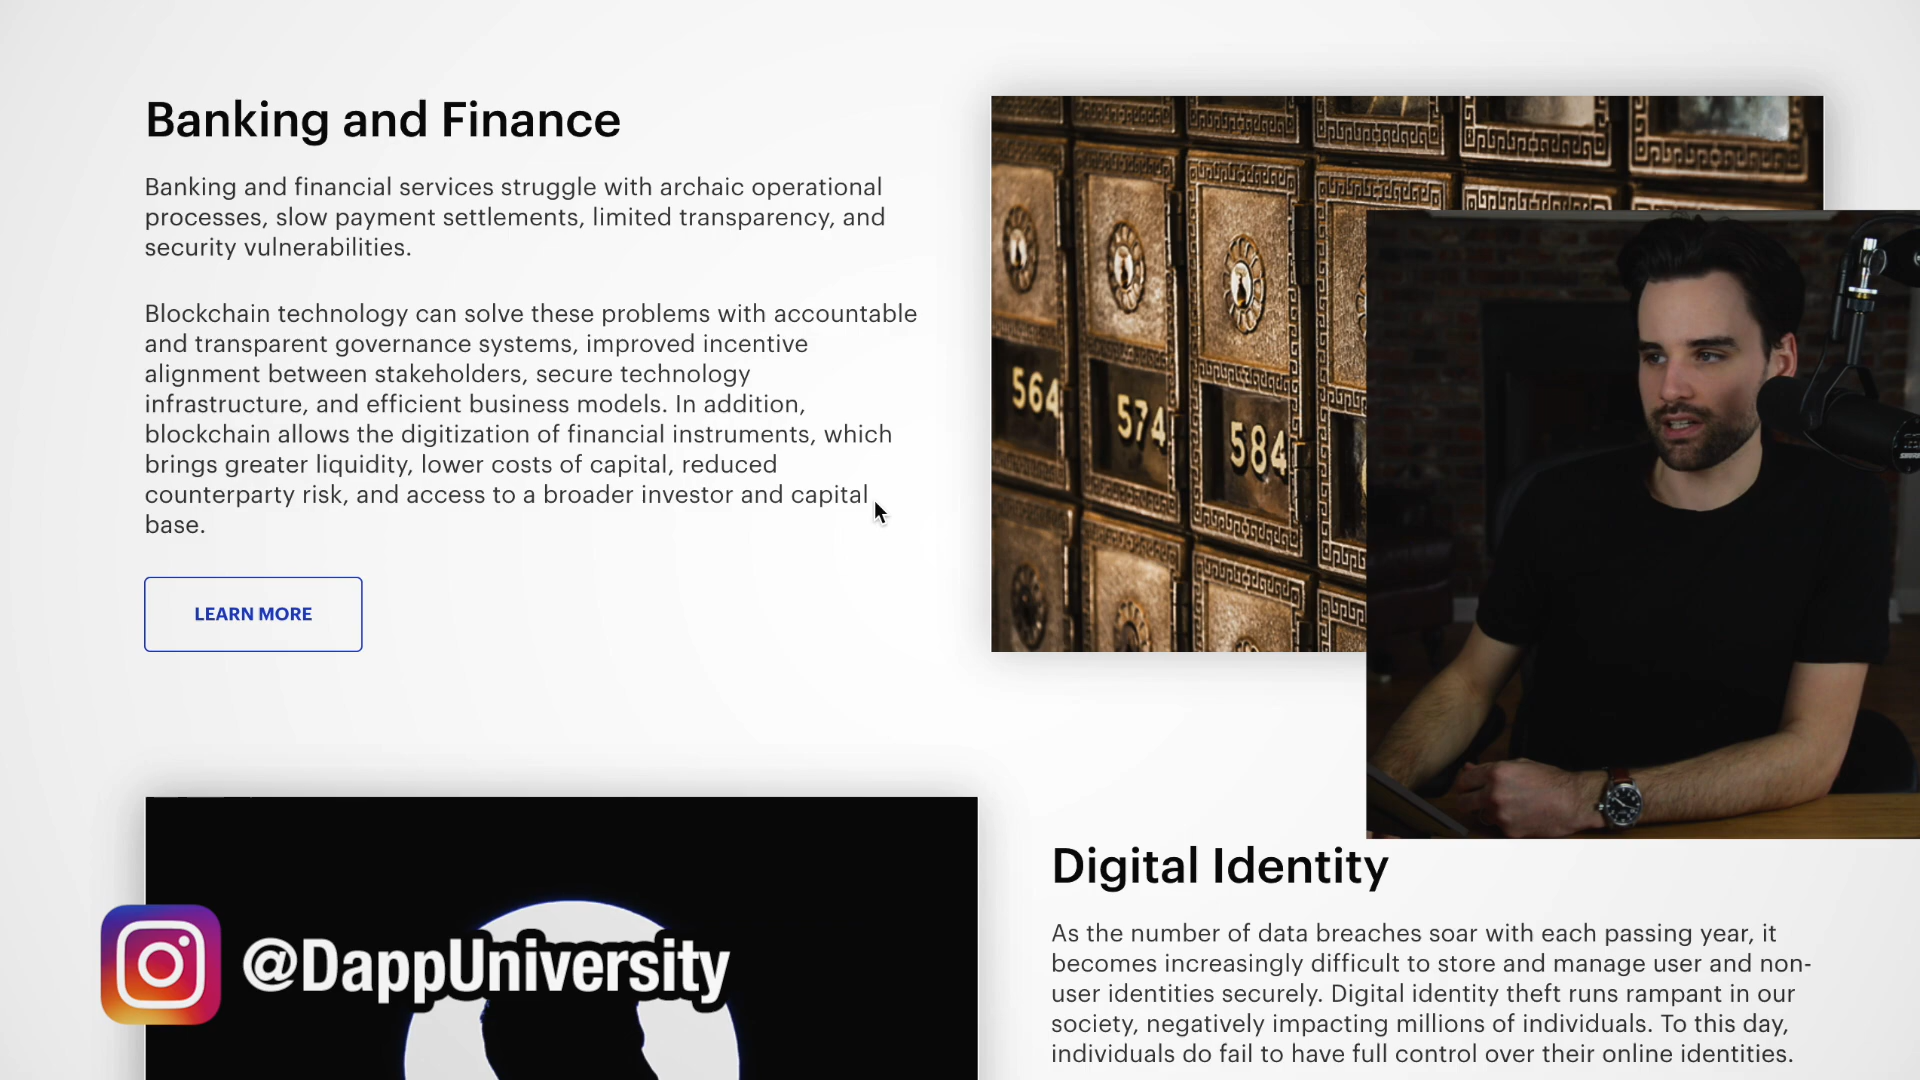 Banking and Finance
Banking and financial services struggle with archaic operational
processes, slow payment settlements, limited transparency, and
security vulnerabilities.
Blockchain technology can solve these problems with accountable
and transparent governance systems, improved incentive
alignment between stakeholders, secure technology
infrastructure, and efficient business models. In addition,
blockchain allows the digitization of financial instruments, which
brings greater liquidity, lower costs of capital, reduced
counterparty risk, and access to a broader investor and capital
base.
LEARN MORE
564
574
584
@DappUniversity
Digital Identity
As the number of data breaches soar with each passing year, it
becomes increasingly difficult to store and manage user and non-
user identities securely. Digital identity theft runs rampant in our
society, negatively impacting millions of individuals. To this day,
individuals do fail to have full control over their online identities.